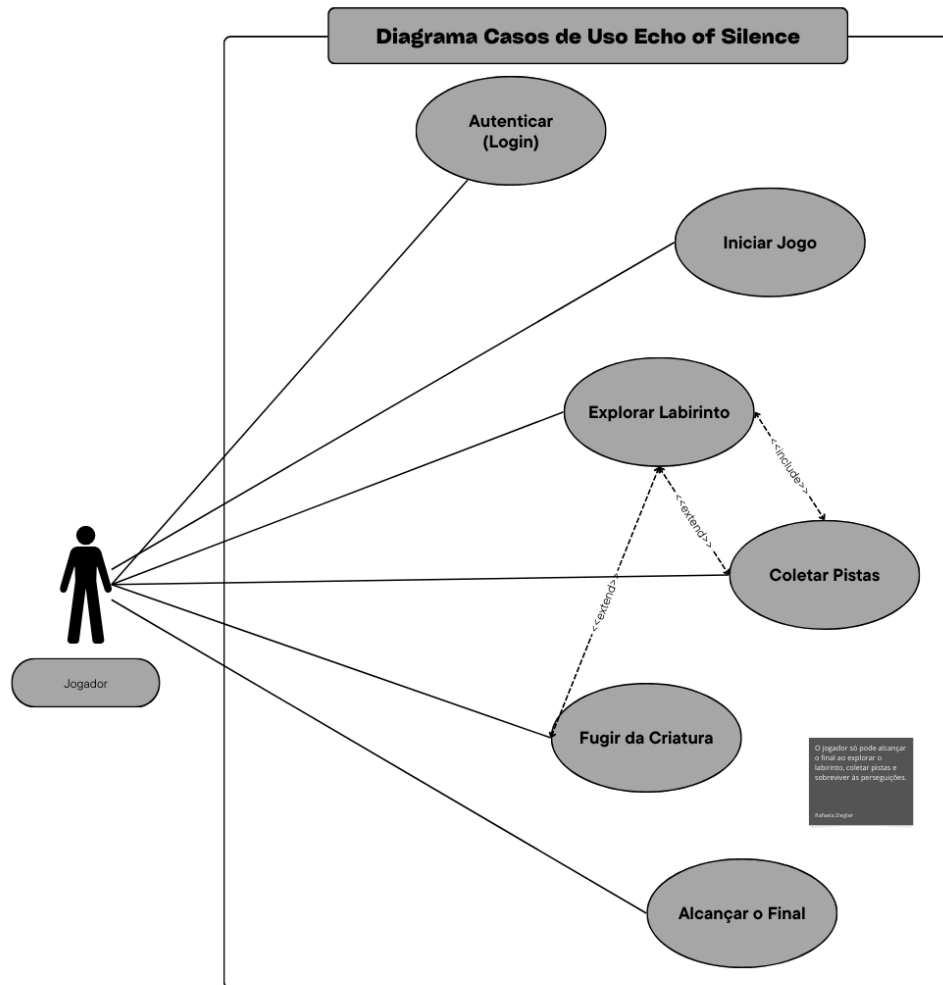 Diagrama Casos de Uso Echo of Silence
Autenticar
(Login)
Iniciar Jogo
Explorar Labirinto
<<include>>
<<extend>>
Coletar Pistas
<<extend>>
Jogador
Fugir da Criatura
O jogador só pode alcançar
o final ao explorar o
labirinto, coletar pistas e
sobreviver às perseguições.
Rafaela Ziegler
Alcançar o Final